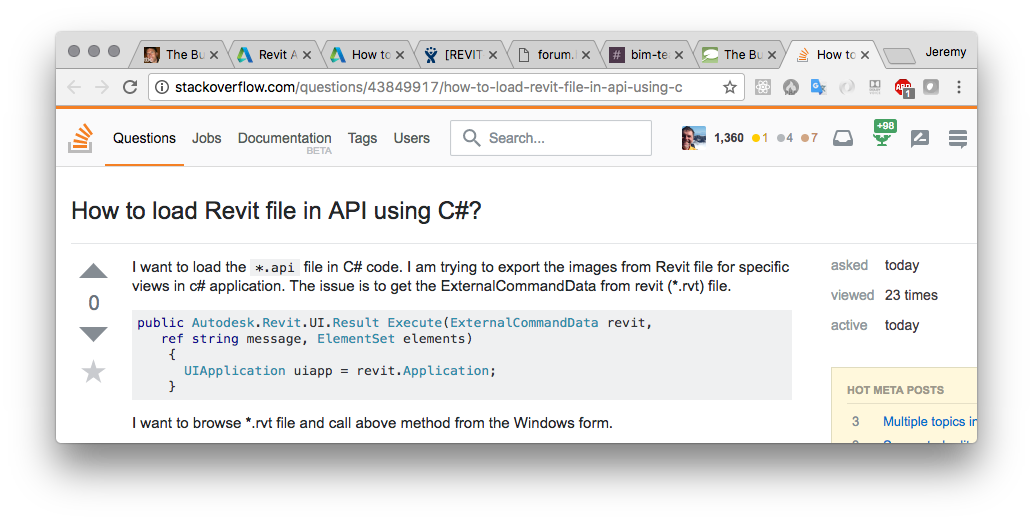 The Bu
Revit A
How to
[REVIT
forum.
# bim-te
The Bu
How to
Jeremy
stackoverflow.com/questions/43849917/how-to-load-revit-file-in-api-using-c
1
Questions Jobs Documentation Tags Users Search... 1,360 1 4 7 +98
BETA
How to load Revit file in API using C#?
I want to load the *.api file in C# code. I am trying to export the images from Revit file for specific
views in c# application. The issue is to get the ExternalCommandData from revit (*.rvt) file.
0
public Autodesk.Revit.UI.Result Execute(ExternalCommandData revit,
ref string message, ElementSet elements)
{
UIApplication uiapp = revit.Application;
}
I want to browse *.rvt file and call above method from the Windows form.
asked today
viewed 23 times
active today
HOT META POSTS
3 Multiple topics in